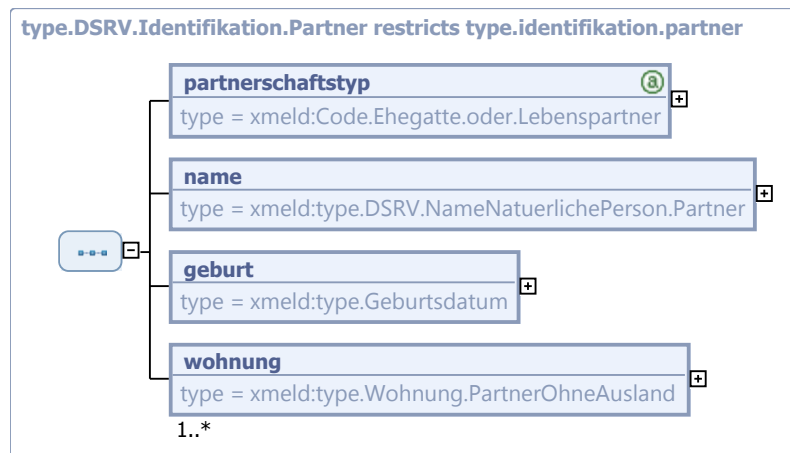 type.DSRV.Identifikation.Partner restricts type.identifikation.partner
partnerschaftstyp
type = xmeld:Code.Ehegatte.oder.Lebenspartner
name
type = xmeld:type.DSRV.NameNatuerlichePerson.Partner
geburt
type = xmeld:type.Geburtsdatum
wohnung
type = xmeld:type.Wohnung.PartnerOhneAusland
1..*